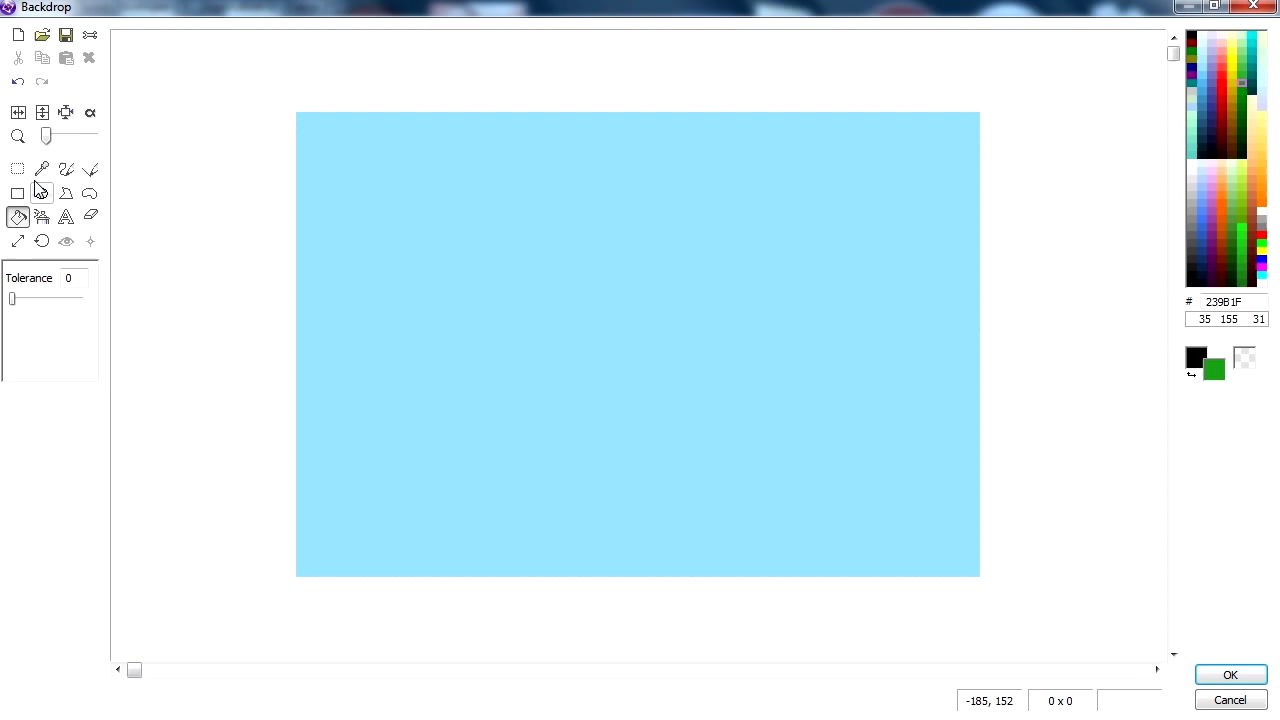 Backdrop
Tolerance 0
# 239B1F
35 155 31
OK
-185, 152 0 x 0
Cancel